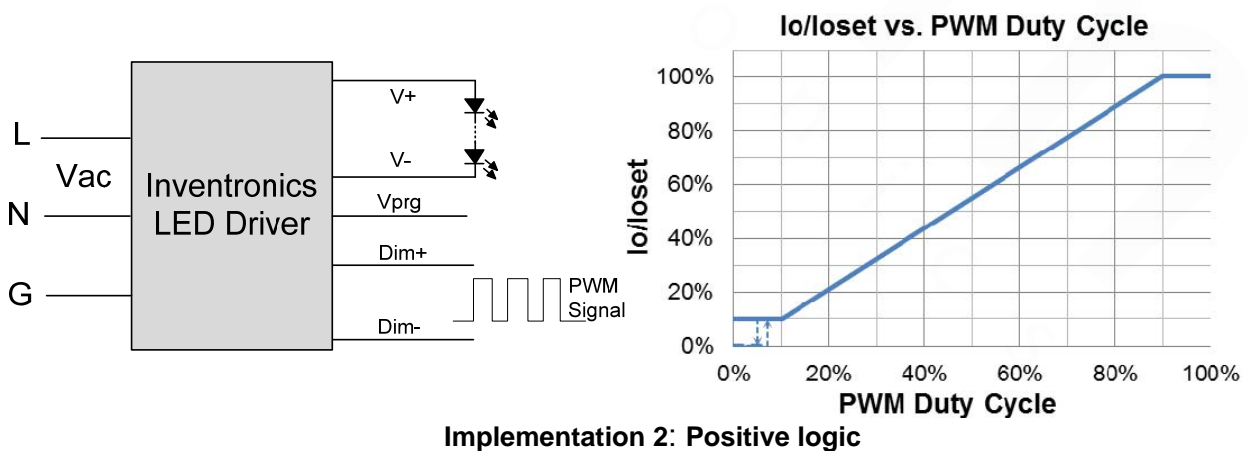 L
Vac
N
G
Inventronics
LED Driver
V+
V-
Vprg
Dim+
PWM
Signal
Dim-
Io/Ioset vs. PWM Duty Cycle
Io/Ioset
100%
80%
60%
40%
20%
0%
0% 20% 40% 60% 80% 100%
PWM Duty Cycle
Implementation 2: Positive logic